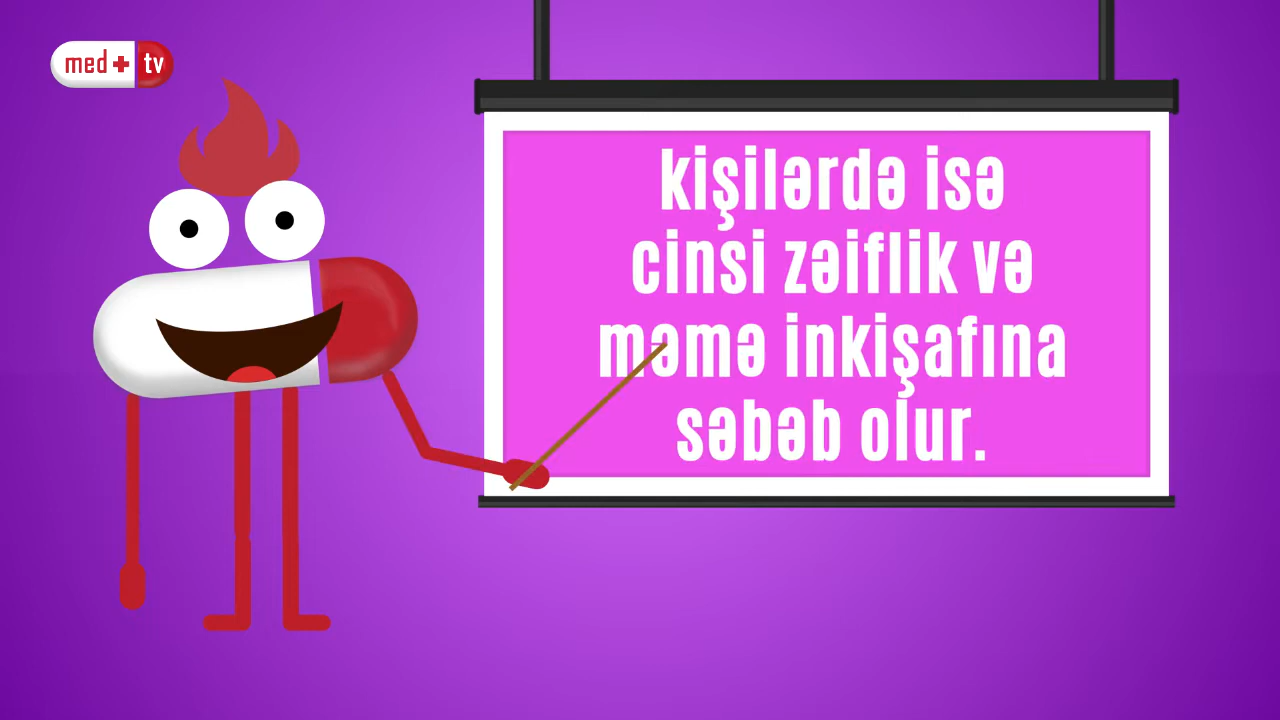 med + tv
kişilərdə isə
cinsi zəiflik və
məmə inkişafına
səbəb olur.